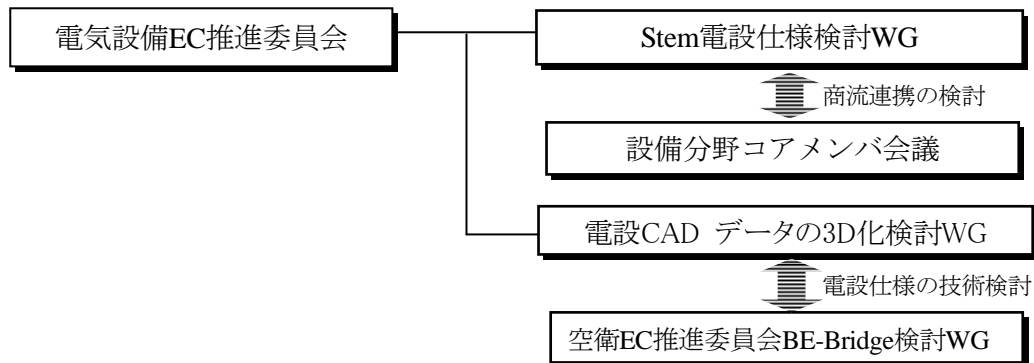 電気設備EC推進委員会
Stem電設仕様検討WG
商流連携の検討
設備分野コアメンバ会議
電設CAD データの3D化検討WG
電設仕様の技術検討
空衛EC推進委員会BE-Bridge検討WG